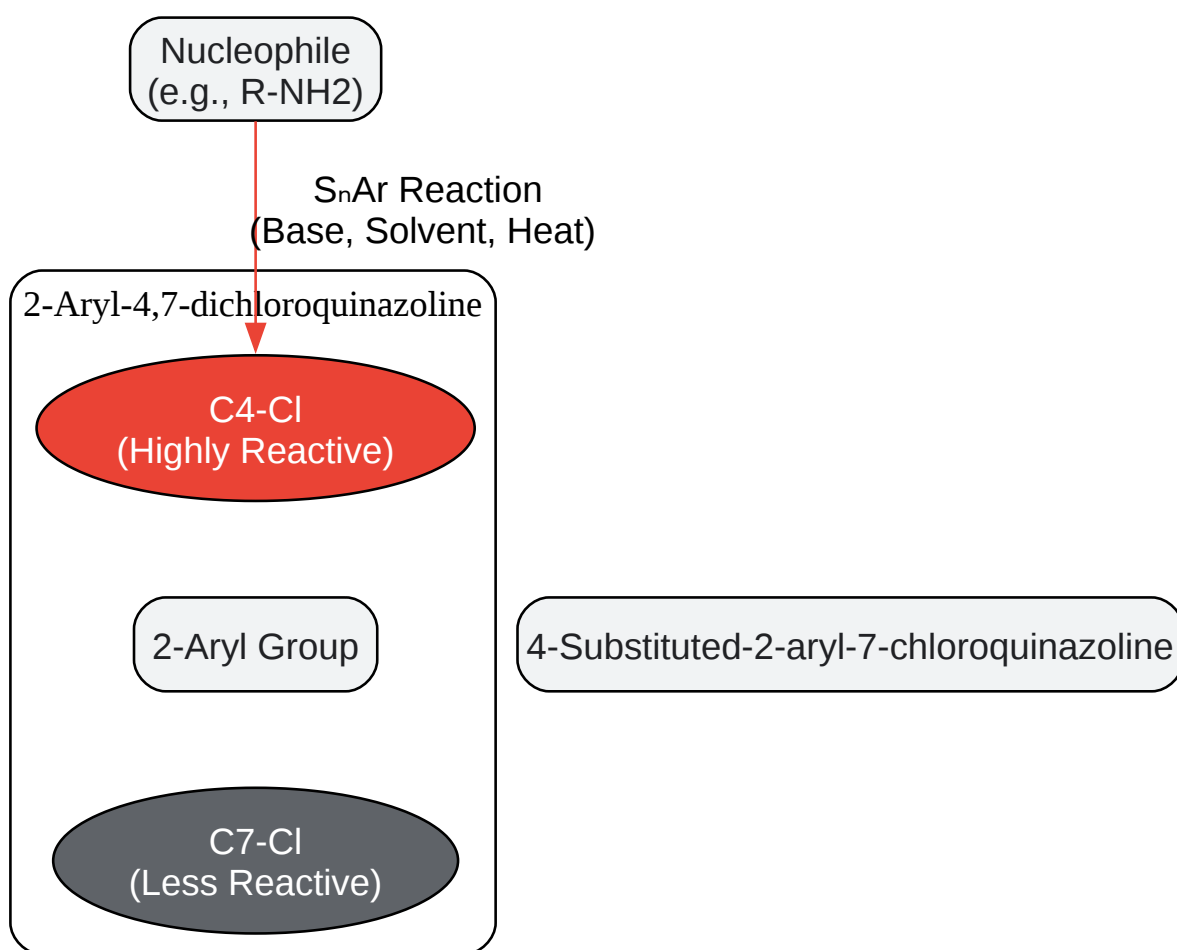 Nucleophile
(e.g., R-NH2)
SₙAr Reaction
(Base, Solvent, Heat)
2-Aryl-4,7-dichloroquinazoline
C4-Cl
(Highly Reactive)
2-Aryl Group
4-Substituted-2-aryl-7-chloroquinazoline
C7-Cl
(Less Reactive)